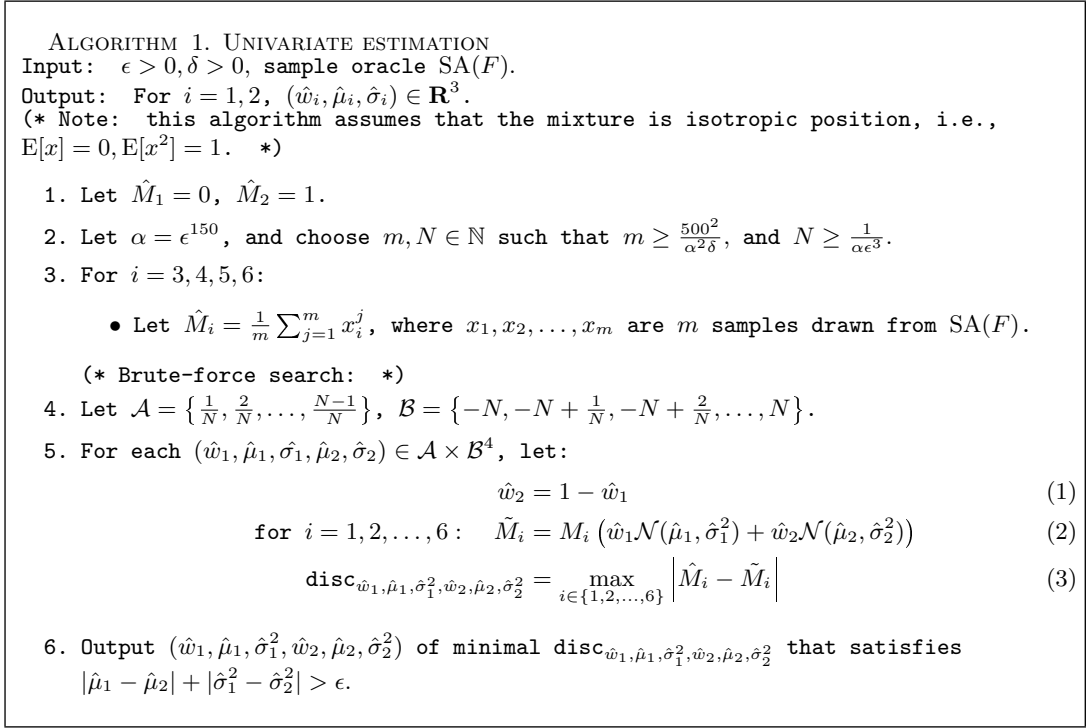 ALGORITHM 1. UNIVARIATE ESTIMATION
Input: ϵ > 0, δ > 0, sample oracle SA(F).
Output: For i = 1, 2, (ŵ_i, μ̂_i, σ̂_i) ∈ R^3.
(* Note: this algorithm assumes that the mixture is isotropic position, i.e.,
E[x] = 0, E[x^2] = 1. *)
1. Let M̂_1 = 0, M̂_2 = 1.
2. Let α = ϵ^150, and choose m, N ∈ ℕ such that m ≥ 500^2/(α^2δ), and N ≥ 1/(αϵ^3).
3. For i = 3, 4, 5, 6:
• Let M̂_i = 1/m ∑_{j=1}^m x_i^j, where x_1, x_2, . . . , x_m are m samples drawn from SA(F).
(* Brute-force search: *)
4. Let 𝒜 = {1/N, 2/N, . . . , (N−1)/N}, ℬ = {−N, −N + 1/N, −N + 2/N, . . . , N}.
5. For each (ŵ_1, μ̂_1, σ̂_1, μ̂_2, σ̂_2) ∈ 𝒜 × ℬ^4, let:
ŵ_2 = 1 − ŵ_1 (1)
for i = 1, 2, . . . , 6 : M̃_i = M_i (ŵ_1𝒩(μ̂_1, σ̂_1^2) + ŵ_2𝒩(μ̂_2, σ̂_2^2)) (2)
disc_{ŵ_1,μ̂_1,σ̂_1^2,ŵ_2,μ̂_2,σ̂_2^2} = max_{i∈{1,2,...,6}} |M̂_i − M̃_i| (3)
6. Output (ŵ_1, μ̂_1, σ̂_1^2, ŵ_2, μ̂_2, σ̂_2^2) of minimal disc_{ŵ_1,μ̂_1,σ̂_1^2,ŵ_2,μ̂_2,σ̂_2^2} that satisfies
|μ̂_1 − μ̂_2| + |σ̂_1^2 − σ̂_2^2| > ϵ.